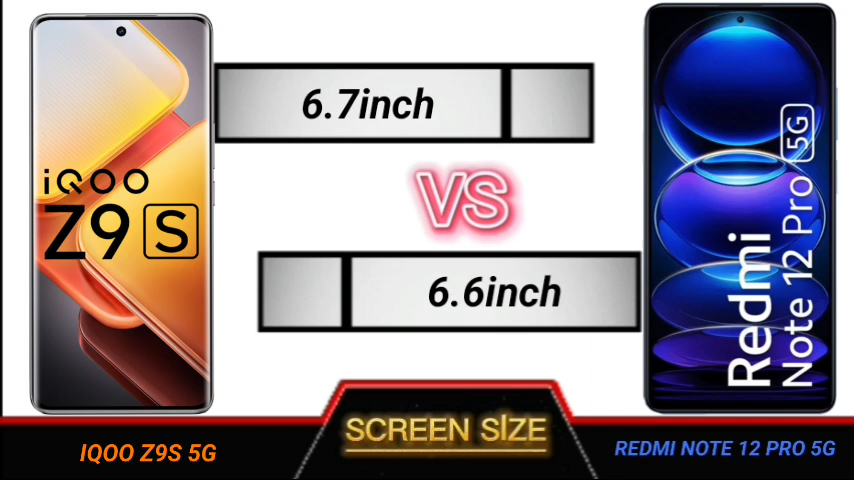 iQOO
Z9 S
6.7inch
VS
6.6inch
Redmi
Note 12 Pro 5G
SCREEN SIZE
IQOO Z9S 5G
REDMI NOTE 12 PRO 5G